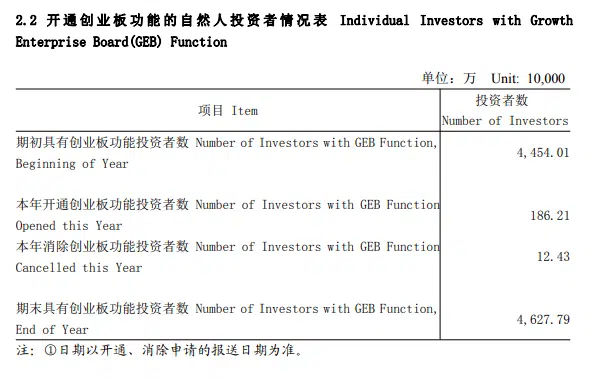 2.2 开通创业板功能的自然人投资者情况表 Individual Investors with Growth
Enterprise Board(GEB) Function
单位：万 Unit: 10,000
项目 Item
投资者数
Number of Investors
期初具有创业板功能投资者数 Number of Investors with GEB Function,
Beginning of Year
4,454.01
本年开通创业板功能投资者数 Number of Investors with GEB Function
Opened this Year
186.21
本年消除创业板功能投资者数 Number of Investors with GEB Function
Cancelled this Year
12.43
期末具有创业板功能投资者数 Number of Investors with GEB Function,
End of Year
4,627.79
注：①日期以开通、消除申请的报送日期为准。